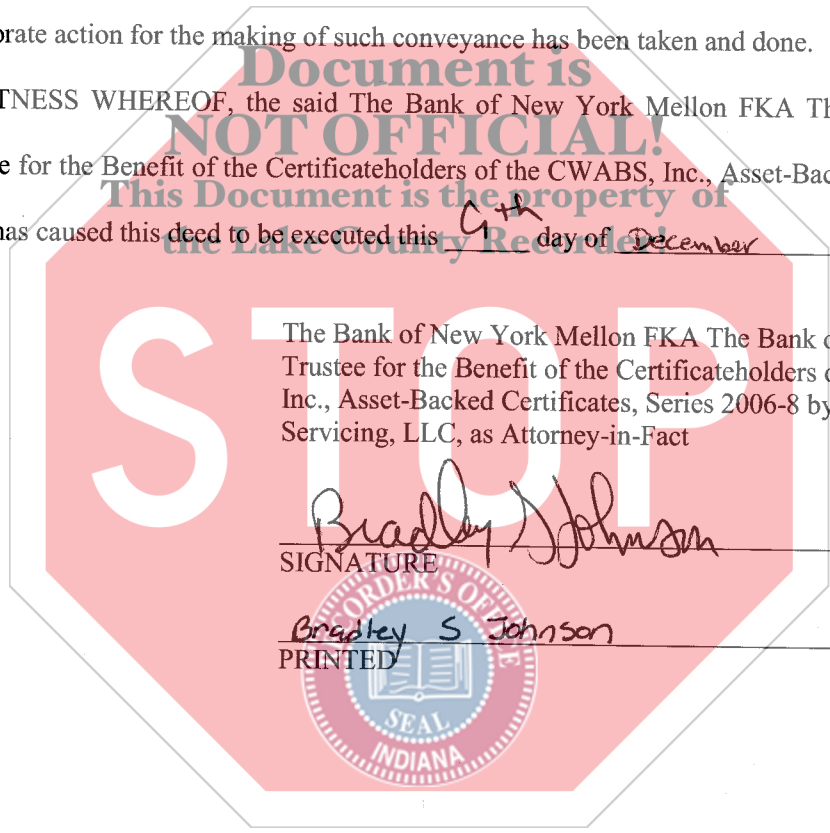 orate action for the making of such conveyance has been taken and done.
Document is
TNESS WHEREOF, the said The Bank of New York Mellon FKA Th
NOT OFFICIAL!
e for the Benefit of the Certificateholders of the CWABS, Inc., Asset-Bac
This Document is the property of
has caused this deed to be executed this 9th day of December
the Lake County Recorder!
STOP
The Bank of New York Mellon FKA The Bank o
Trustee for the Benefit of the Certificateholders o
Inc., Asset-Backed Certificates, Series 2006-8 by
Servicing, LLC, as Attorney-in-Fact
Bradley S Johnson
SIGNATURE
Bradley S Johnson
PRINTED
RECORDER'S OFFICE
SEAL
INDIANA